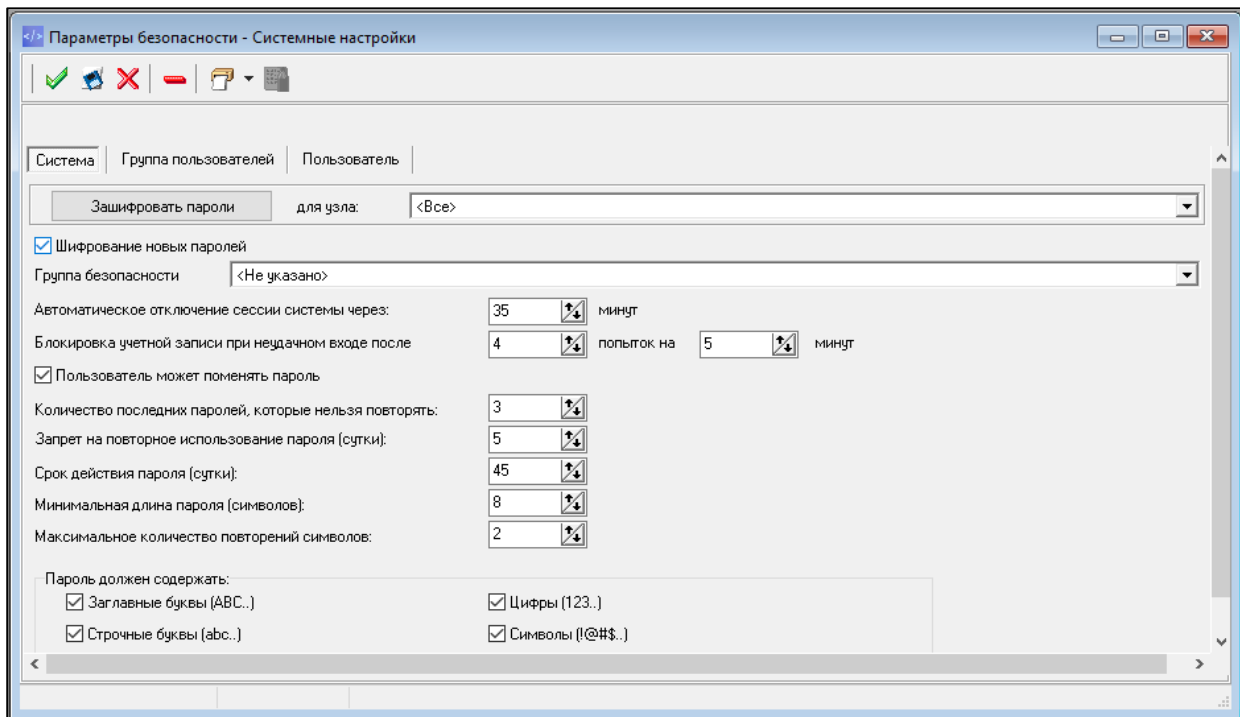 Параметры безопасности - Системные настройки
Система Группа пользователей Пользователь
Зашифровать пароли для узла: <Все>
Шифрование новых паролей
Группа безопасности <Не указано>
Автоматическое отключение сессии системы через: 35 минут
Блокировка учетной записи при неудачном входе после 4 попыток на 5 минут
Пользователь может поменять пароль
Количество последних паролей, которые нельзя повторять: 3
Запрет на повторное использование пароля (сутки): 5
Срок действия пароля (сутки): 45
Минимальная длина пароля (символов): 8
Максимальное количество повторений символов: 2
Пароль должен содержать:
Заглавные буквы (ABC..) Цифры (123..)
Строчные буквы (abc..) Символы (!@#$..)